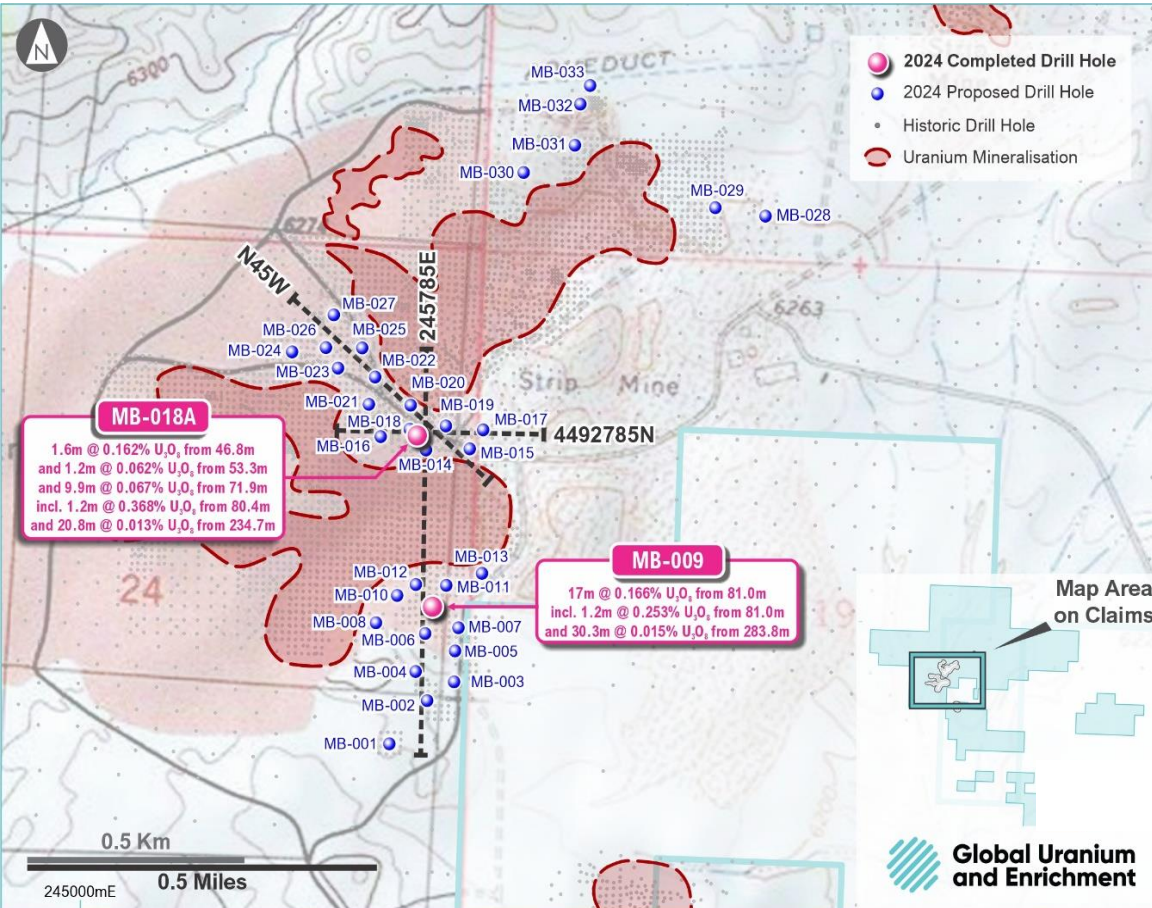 N
6300
AQUEDUCT
2024 Completed Drill Hole
2024 Proposed Drill Hole
Historic Drill Hole
Uranium Mineralisation
MB-033
MB-032
MB-031
MB-030
MB-029
MB-028
N45W
245785E
6263
MB-027
MB-026
MB-025
MB-024
MB-022
MB-023
MB-020
Strip Mine
MB-021
MB-019
MB-018
MB-017
MB-016
4492785N
MB-014
MB-015
MB-018A
1.6m @ 0.162% U₃O₈ from 46.8m
and 1.2m @ 0.062% U₃O₈ from 53.3m
and 9.9m @ 0.067% U₃O₈ from 71.9m
incl. 1.2m @ 0.368% U₃O₈ from 80.4m
and 20.8m @ 0.013% U₃O₈ from 234.7m
MB-013
MB-012
MB-011
MB-010
MB-009
17m @ 0.166% U₃O₈ from 81.0m
incl. 1.2m @ 0.253% U₃O₈ from 81.0m
and 30.3m @ 0.015% U₃O₈ from 283.8m
24
19
MB-008
MB-007
MB-006
MB-005
MB-004
MB-003
MB-002
MB-001
Map Area
on Claims
0.5 Km
0.5 Miles
245000mE
Global Uranium
and Enrichment